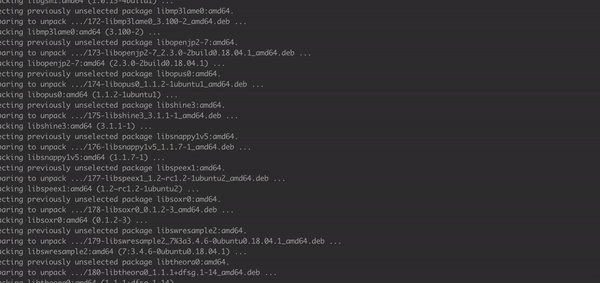 cking libgsm1:amd64 (1.0.13-4build1) ...
ecting previously unselected package libmp3lame0:amd64.
paring to unpack .../172-libmp3lame0_3.100-2_amd64.deb ...
acking libmp3lame0:amd64 (3.100-2) ...
ecting previously unselected package libopenjp2-7:amd64.
paring to unpack .../173-libopenjp2-7_2.3.0-2build0.18.04.1_amd64.deb ...
acking libopenjp2-7:amd64 (2.3.0-2build0.18.04.1) ...
ecting previously unselected package libopus0:amd64.
paring to unpack .../174-libopus0_1.1.2-1ubuntu1_amd64.deb ...
acking libopus0:amd64 (1.1.2-1ubuntu1) ...
ecting previously unselected package libshine3:amd64.
paring to unpack .../175-libshine3_3.1.1-1_amd64.deb ...
acking libshine3:amd64 (3.1.1-1) ...
ecting previously unselected package libsnappy1v5:amd64.
paring to unpack .../176-libsnappy1v5_1.1.7-1_amd64.deb ...
acking libsnappy1v5:amd64 (1.1.7-1) ...
ecting previously unselected package libspeex1:amd64.
paring to unpack .../177-libspeex1_1.2~rc1.2-1ubuntu2_amd64.deb ...
acking libspeex1:amd64 (1.2~rc1.2-1ubuntu2) ...
ecting previously unselected package libsoxr0:amd64.
paring to unpack .../178-libsoxr0_0.1.2-3_amd64.deb ...
acking libsoxr0:amd64 (0.1.2-3) ...
ecting previously unselected package libswresample2:amd64.
paring to unpack .../179-libswresample2_7%3a3.4.6-0ubuntu0.18.04.1_amd64.deb ...
acking libswresample2:amd64 (7:3.4.6-0ubuntu0.18.04.1) ...
ecting previously unselected package libtheora0:amd64.
paring to unpack .../180-libtheora0_1.1.1+dfsg.1-14_amd64.deb ...
acking libtheora0:amd64 (1.1.1+dfsg.1-14)